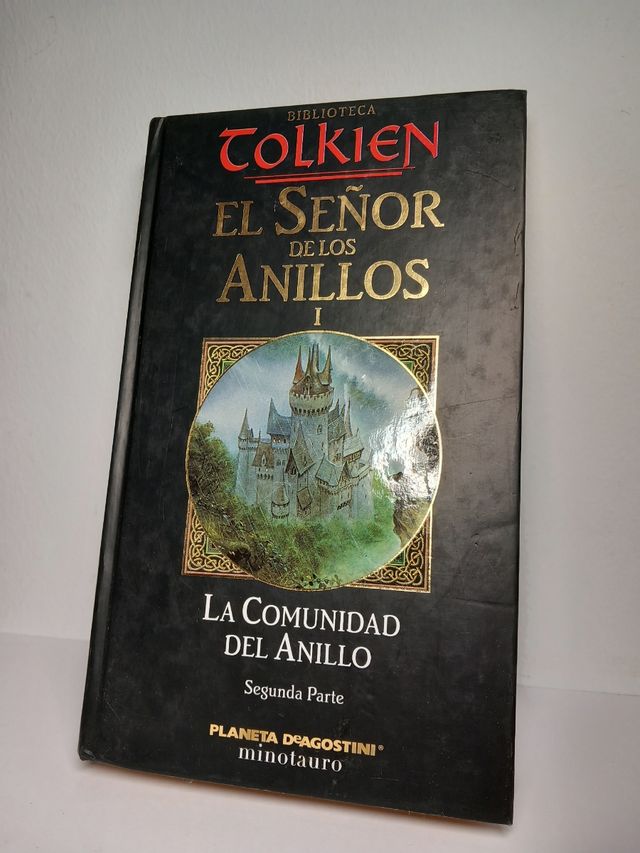 BIBLIOTECA
TOLKIEN
EL SEÑOR
DE LOS
ANILLOS
I
LA COMUNIDAD
DEL ANILLO
Segunda Parte
PLANETA DeAGOSTINI®
minotauro